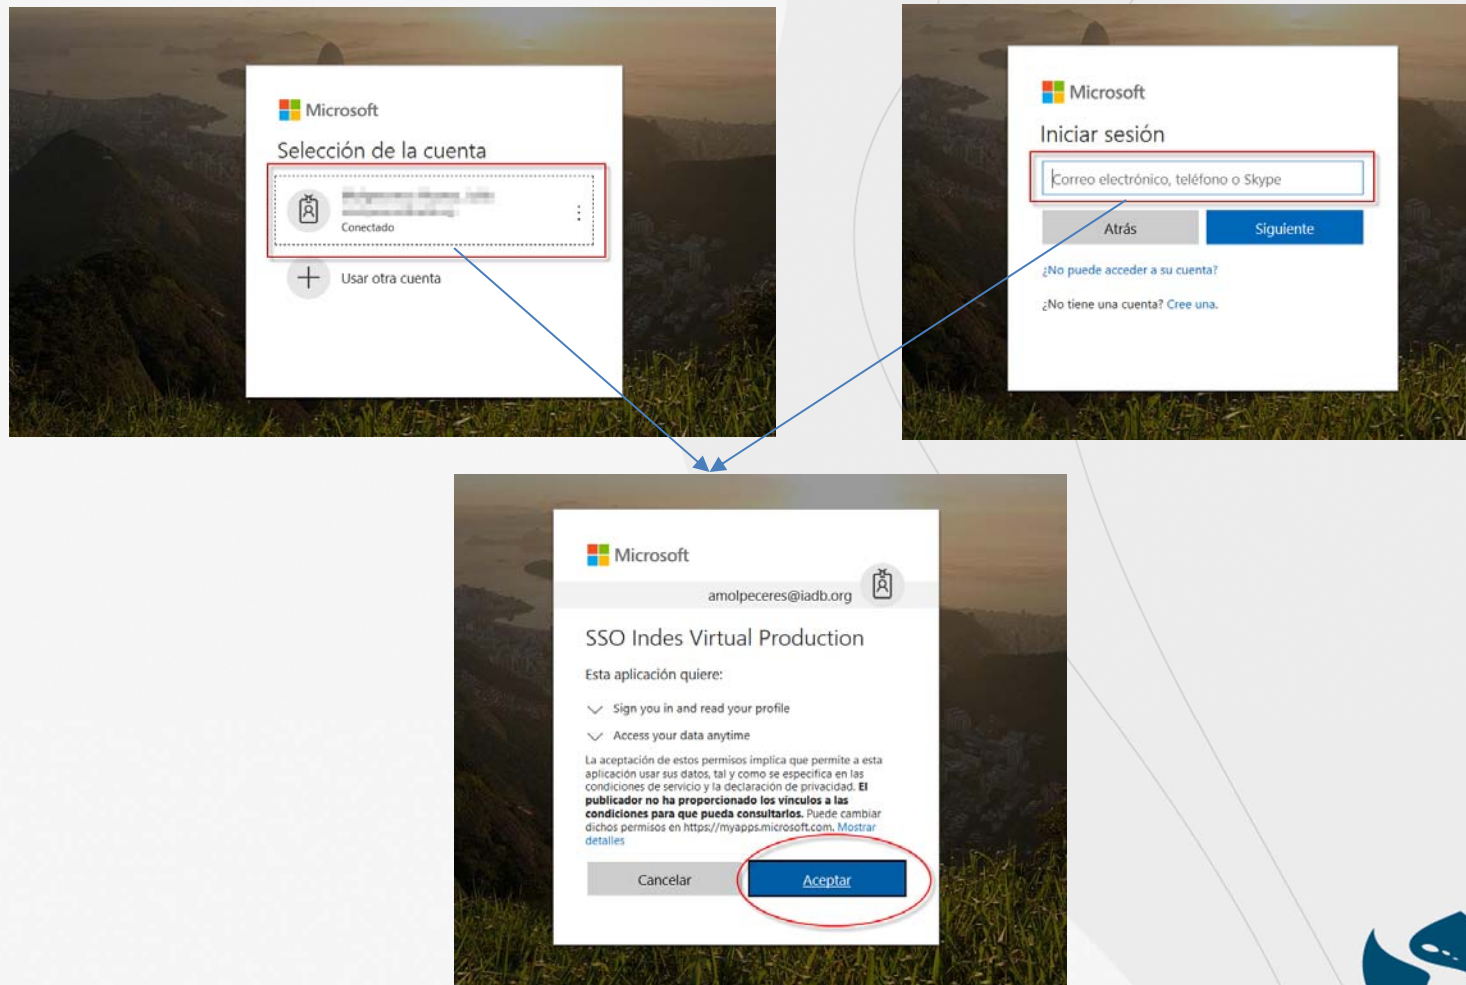 Microsoft
Selección de la cuenta
Conectado
Usar otra cuenta
Microsoft
Iniciar sesión
Correo electrónico, teléfono o Skype
Atrás
Siguiente
¿No puede acceder a su cuenta?
¿No tiene una cuenta? Cree una.
Microsoft
amolpeceres@iadb.org
SSO Indes Virtual Production
Esta aplicación quiere:
Sign you in and read your profile
Access your data anytime
La aceptación de estos permisos implica que permite a esta
aplicación usar sus datos, tal y como se especifica en las
condiciones de servicio y la declaración de privacidad. El
publicador no ha proporcionado los vínculos a las
condiciones para que pueda consultarlos. Puede cambiar
dichos permisos en https://myapps.microsoft.com. Mostrar
detalles
Cancelar
Aceptar